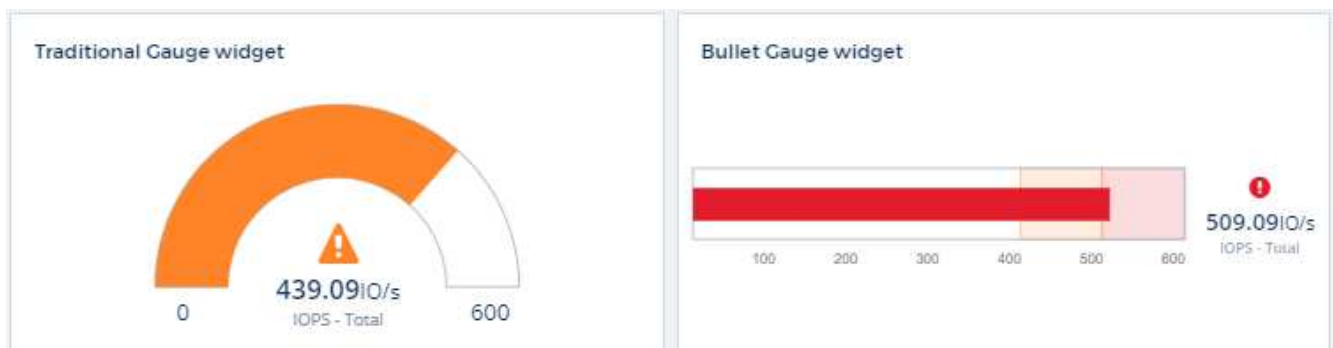 Traditional Gauge widget
439.09IO/s
0
600
IOPS - Total
Bullet Gauge widget
100 200 300 400 500 600
509.09IO/s
IOPS - Total